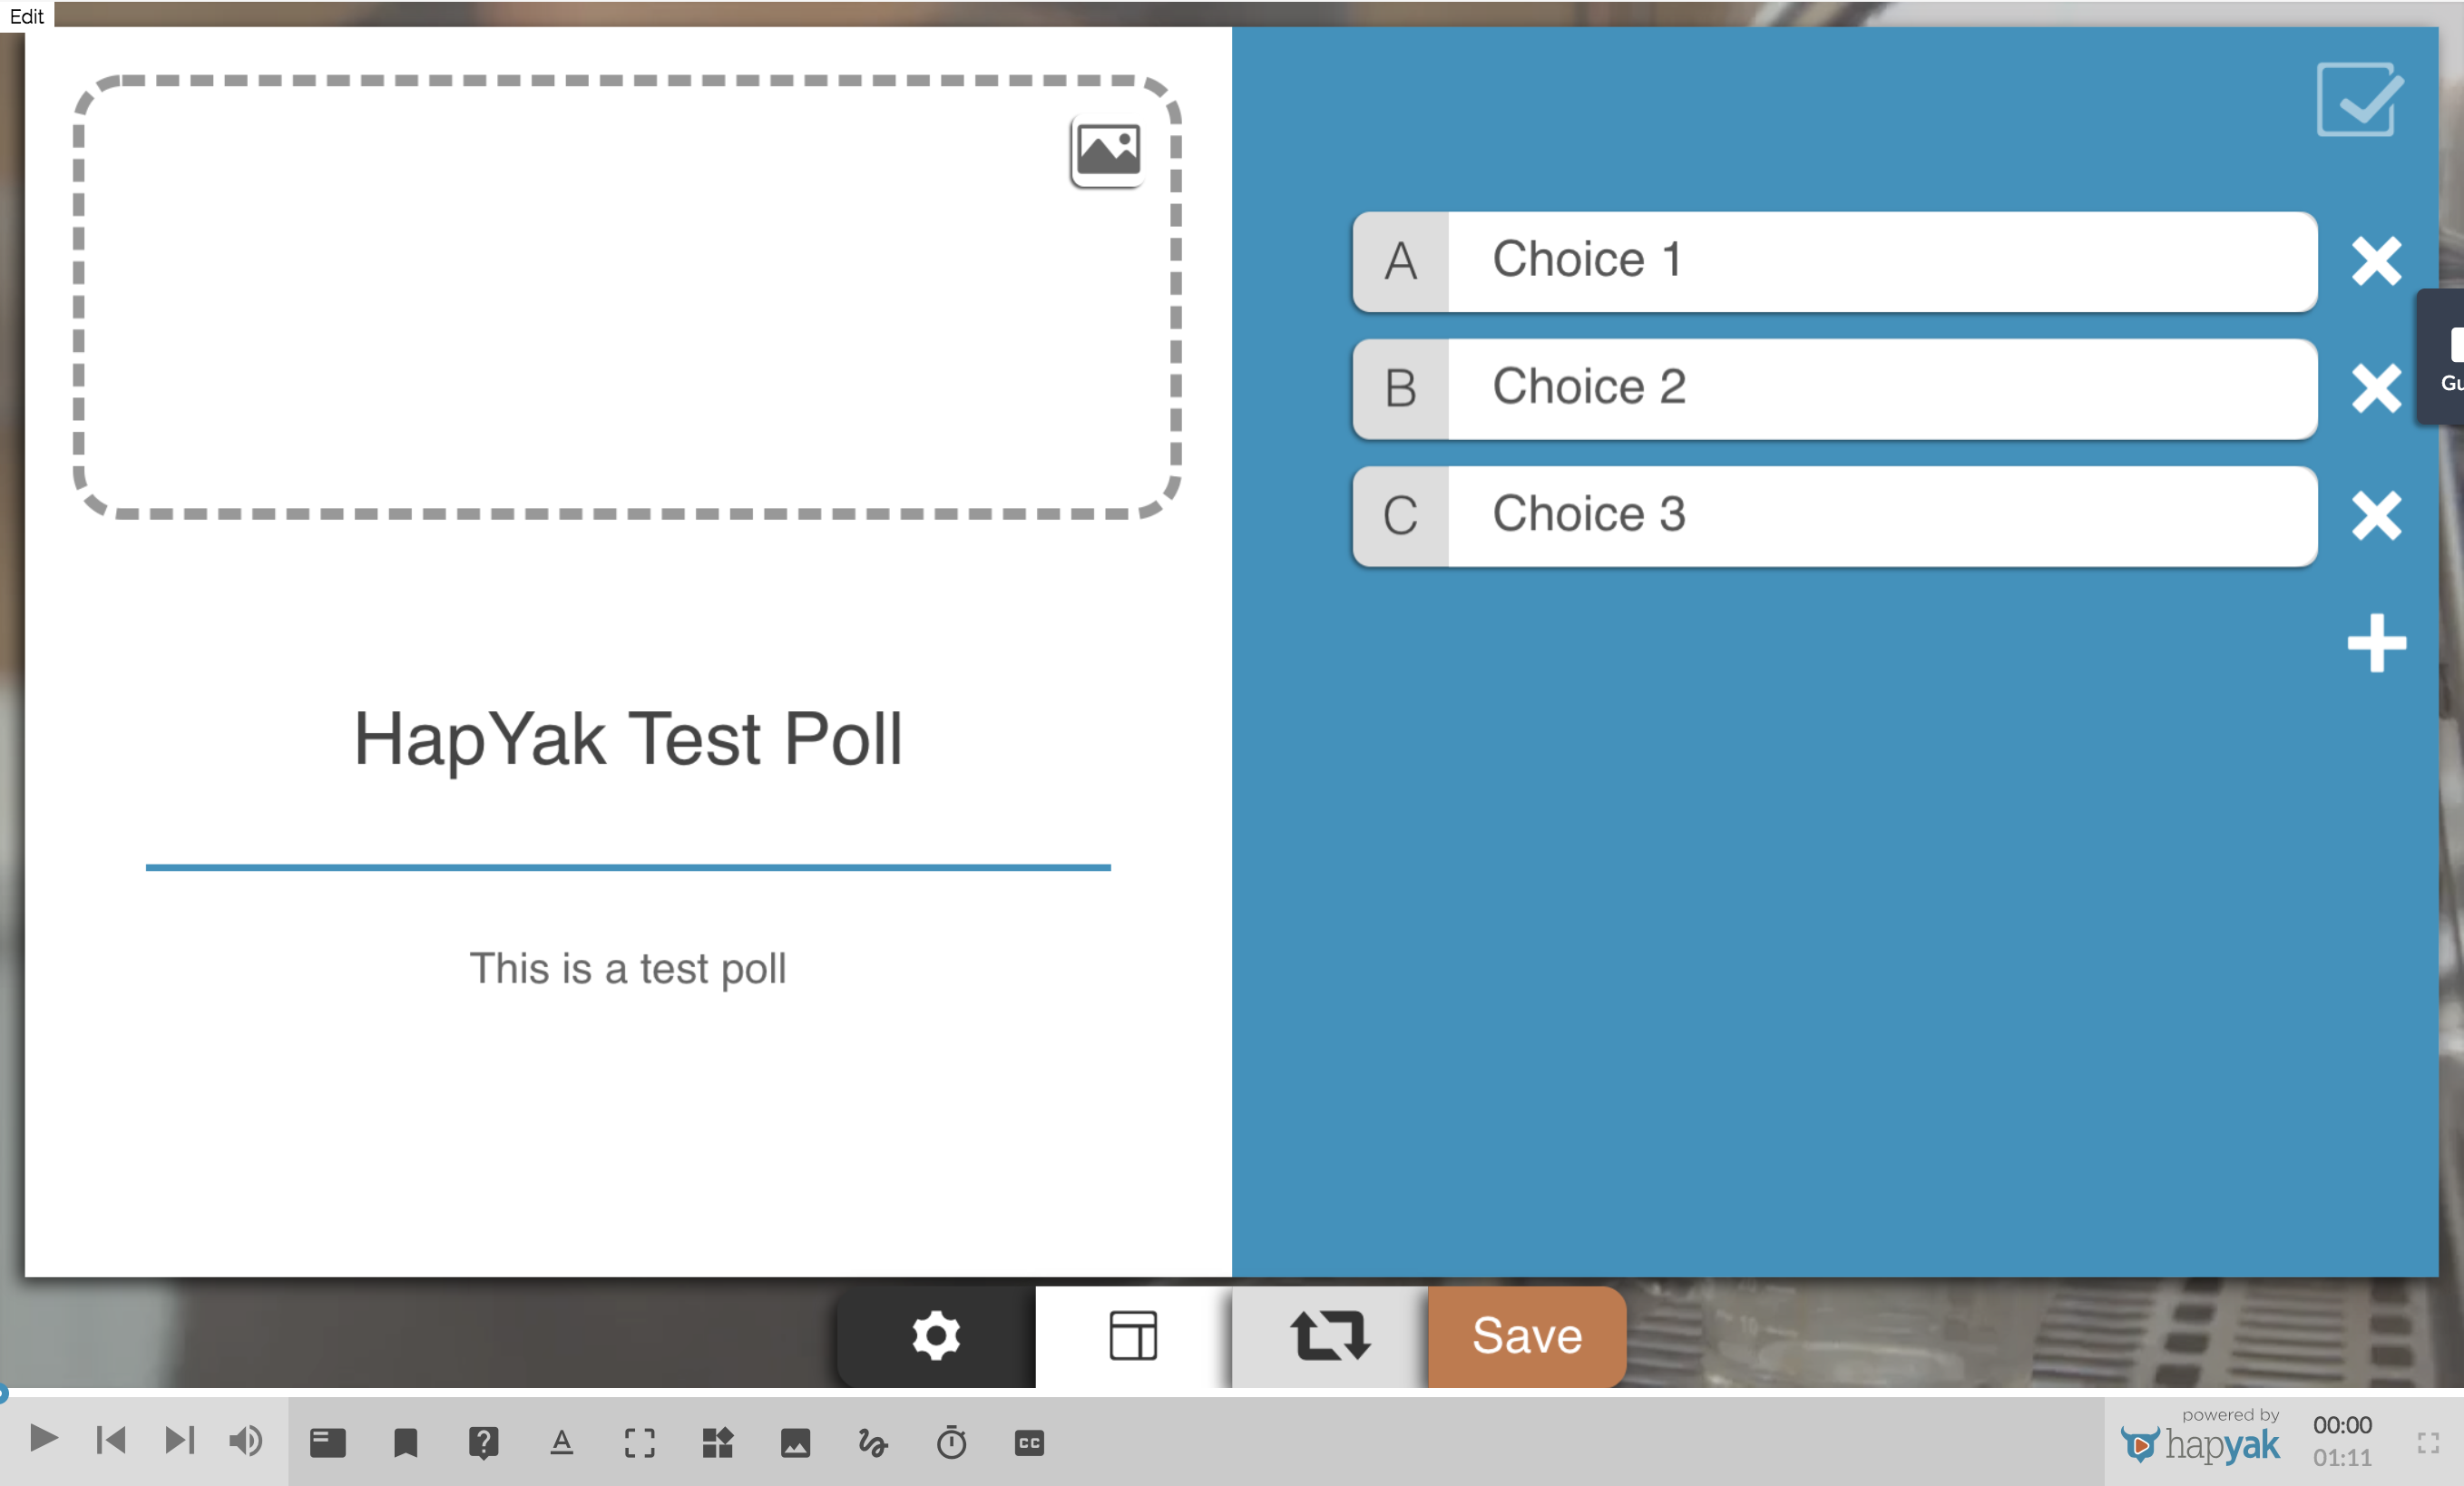 Edit
HapYak Test Poll
This is a test poll
A Choice 1
B Choice 2
C Choice 3
Gu
Save
CC
powered by
hapyak
00:00
01:11